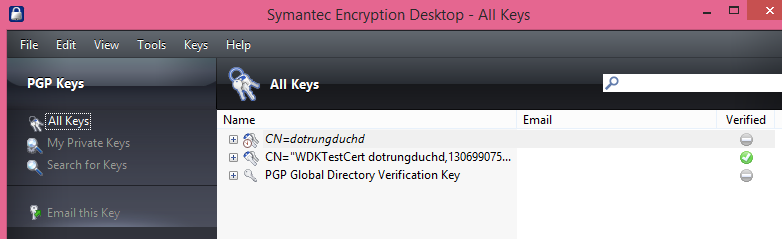 Symantec Encryption Desktop - All Keys
File Edit View Tools Keys Help
PGP Keys
All Keys
All Keys
My Private Keys
Search for Keys
Email this Key
Name Email Verified
CN=dotrungduchd
CN="WDKTestCert dotrungduchd,130699075...
PGP Global Directory Verification Key